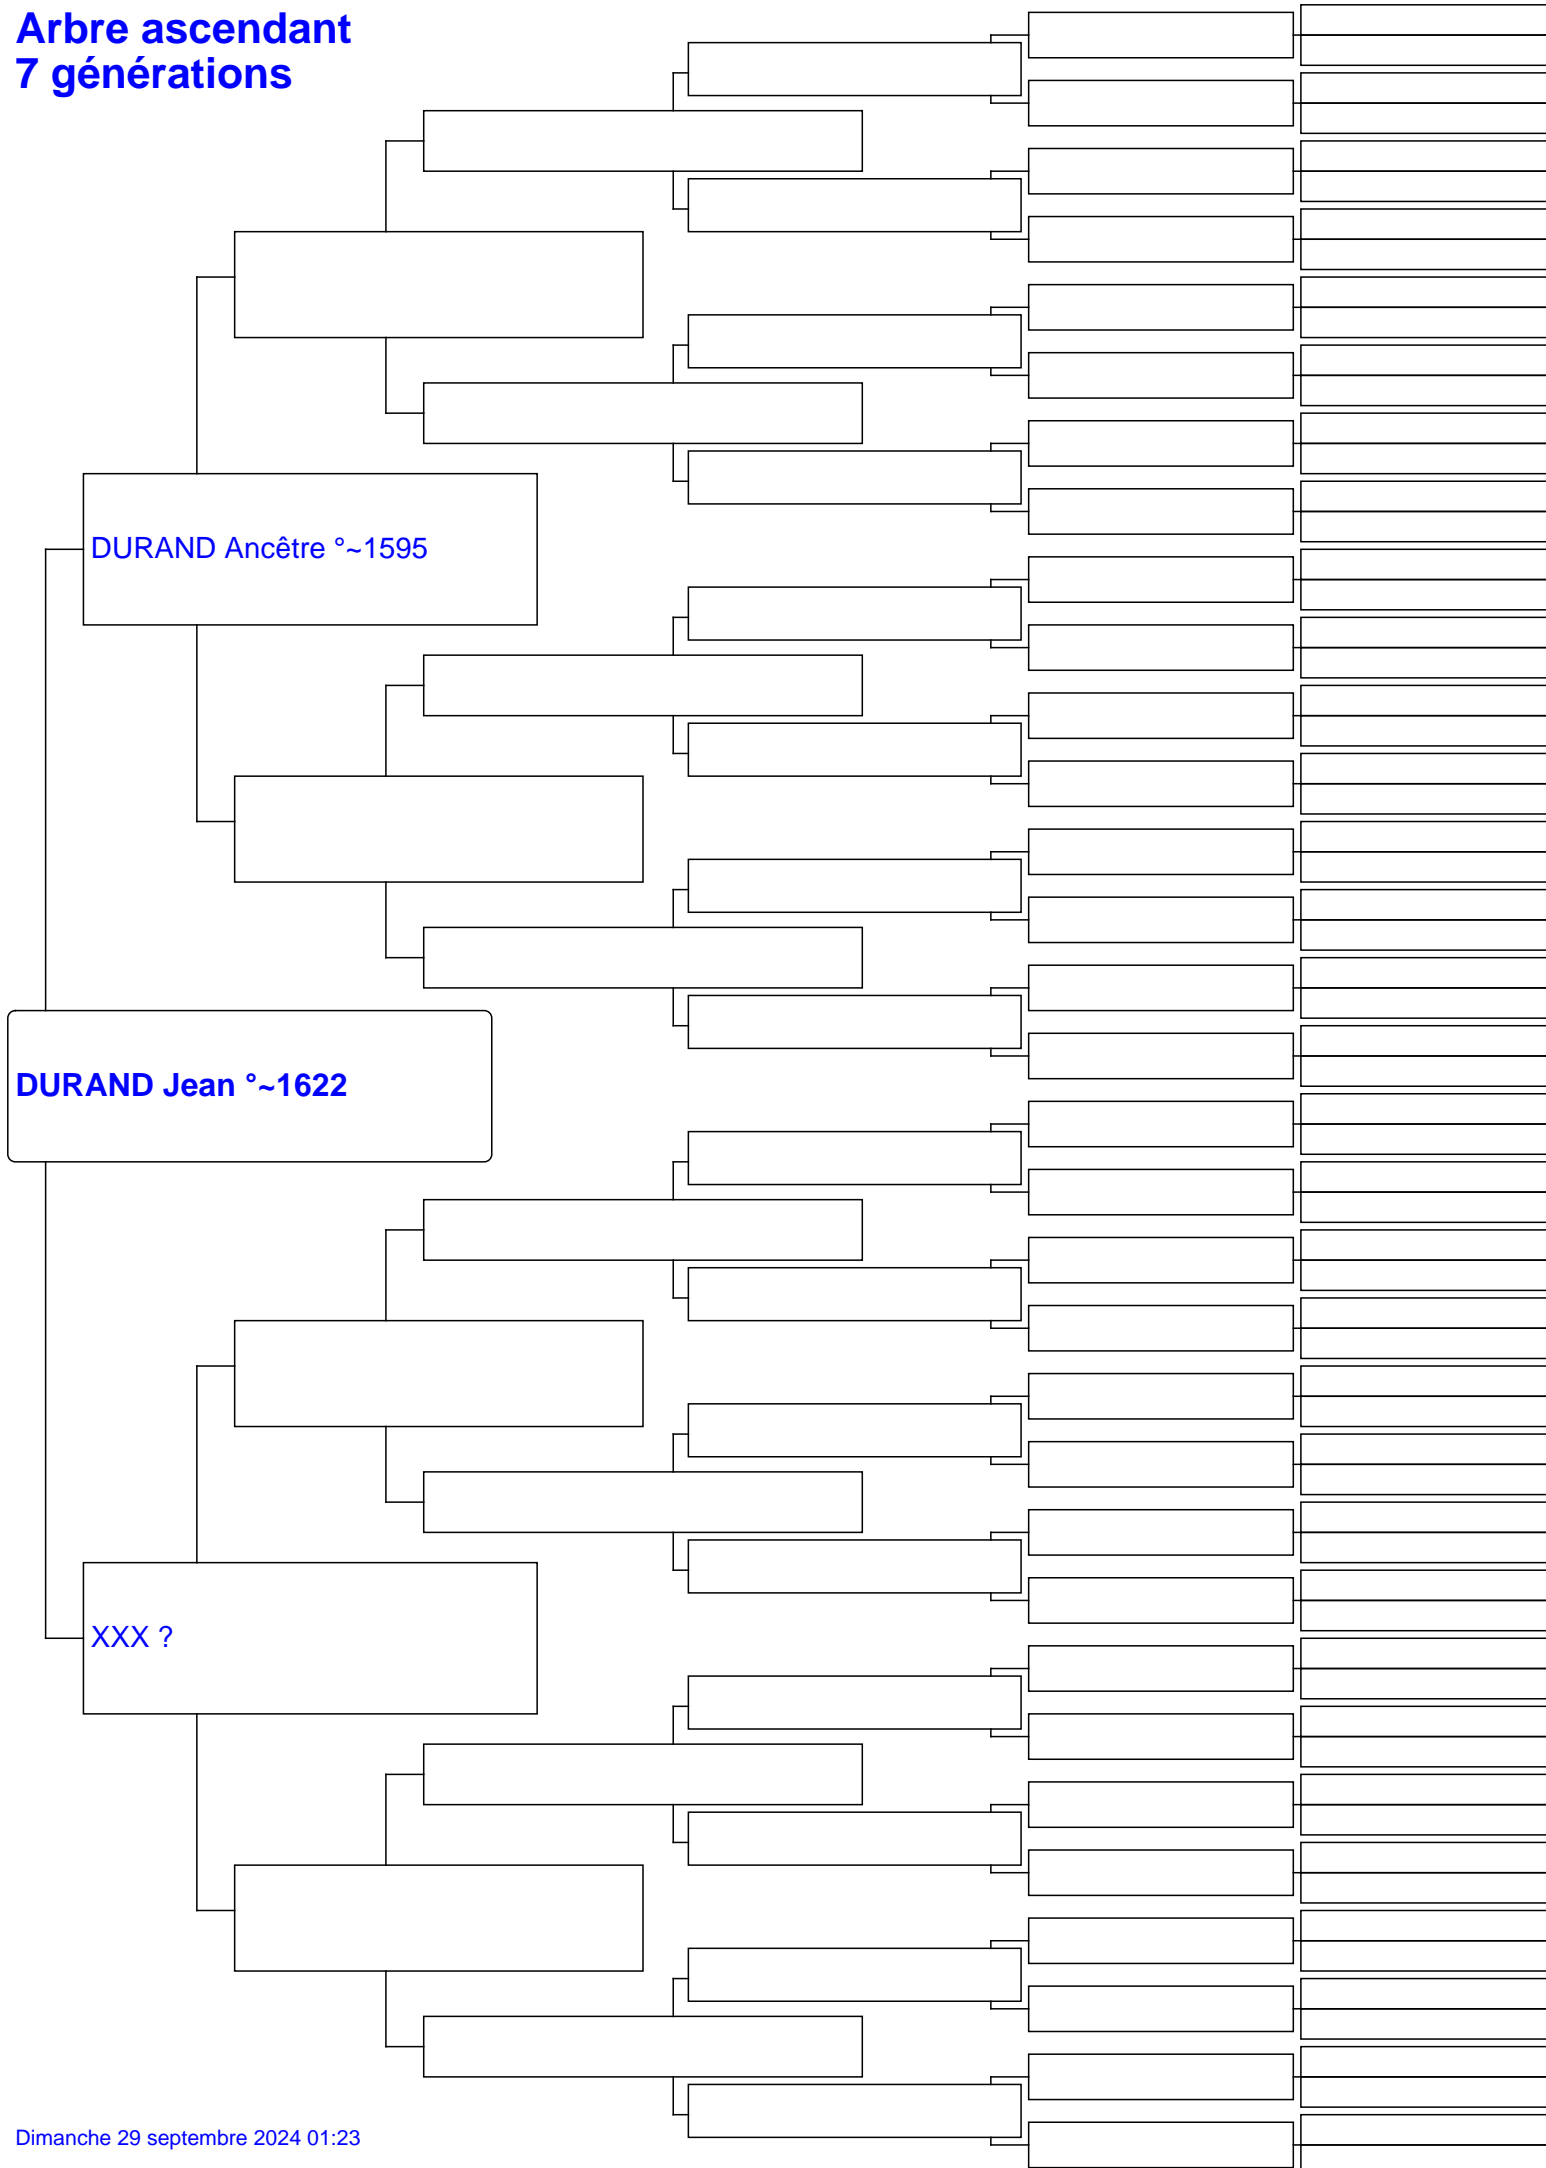 Arbre ascendant
7 générations
DURAND Ancêtre °~1595
DURAND Jean °~1622
XXX ?
Dimanche 29 septembre 2024 01:23